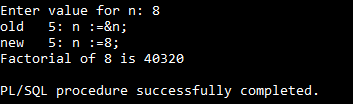 Enter value for n: 8
old   5: n :=&n;
new   5: n :=8;
Factorial of 8 is 40320
PL/SQL procedure successfully completed.